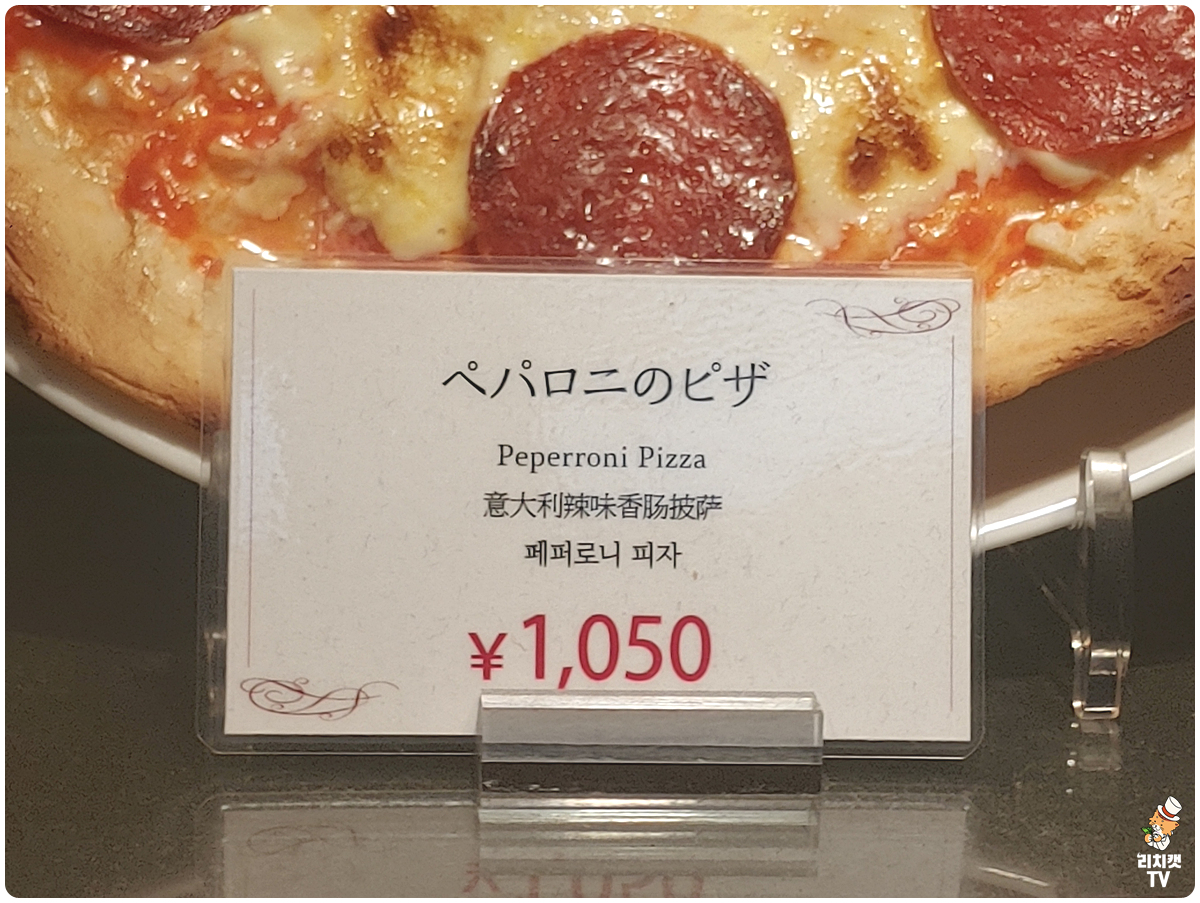 ペパロニのピザ
Peperroni Pizza
意大利辣味香肠披萨
페퍼로니 피자
¥1,050
리치캣
TV